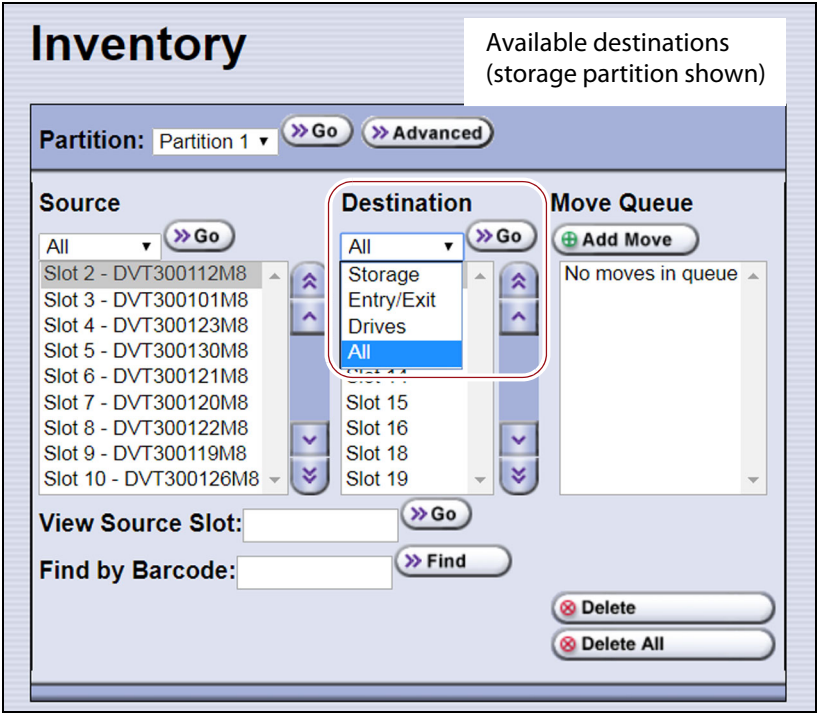 Inventory
Available destinations
(storage partition shown)
Partition: Partition 1 Go Advanced
Source
All Go
Slot 2 - DVT300112M8
Slot 3 - DVT300101M8
Slot 4 - DVT300123M8
Slot 5 - DVT300130M8
Slot 6 - DVT300121M8
Slot 7 - DVT300120M8
Slot 8 - DVT300122M8
Slot 9 - DVT300119M8
Slot 10 - DVT300126M8
Destination
All Go
Storage
Entry/Exit
Drives
All
Slot 14
Slot 15
Slot 16
Slot 18
Slot 19
Move Queue
Add Move
No moves in queue
View Source Slot: Go
Find by Barcode: Find
Delete
Delete All